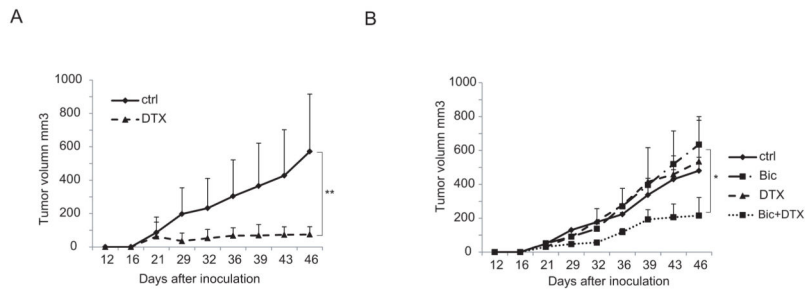 A
1000
800
600
400
200
0
Tumor volumn mm3
ctrl
DTX
**
12 16 21 29 32 36 39 43 46
Days after inoculation
B
1000
800
600
400
200
0
Tumor volumn mm3
ctrl
Bic
DTX
Bic+DTX
*
12 16 21 29 32 36 39 43 46
Days after inoculation